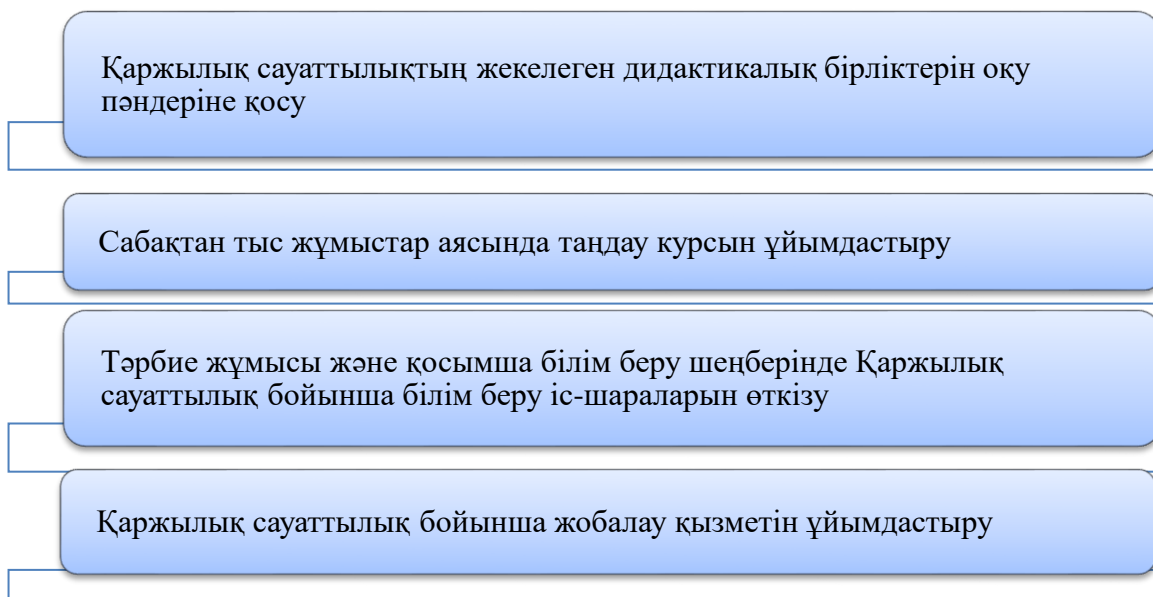 Қаржылық сауаттылықтың жекелеген дидактикалық бірліктерін оқу
пәндеріне қосу
Сабақтан тыс жұмыстар аясында таңдау курсын ұйымдастыру
Тәрбие жұмысы және қосымша білім беру шеңберінде Қаржылық
сауаттылық бойынша білім беру іс-шараларын өткізу
Қаржылық сауаттылық бойынша жобалау қызметін ұйымдастыру